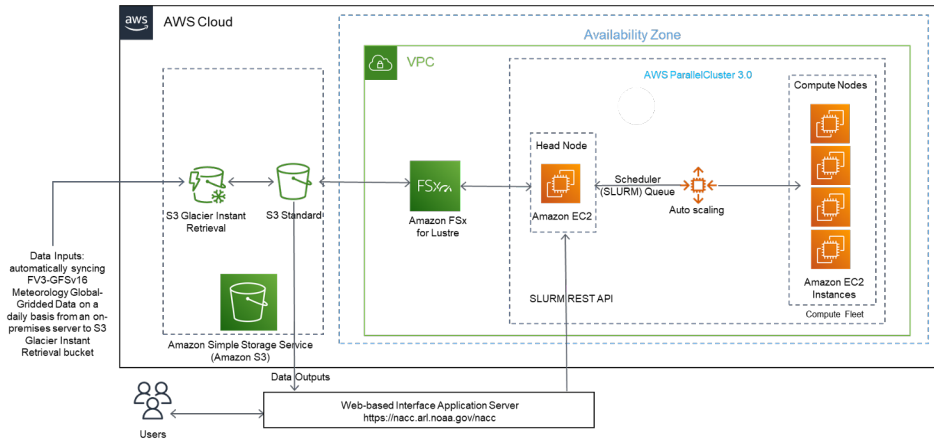 aws
AWS Cloud
Availability Zone
VPC
AWS ParallelCluster 3.0
Compute Nodes
Head Node
Scheduler
(SLURM) Queue
FSx
S3 Glacier Instant
Retrieval
S3 Standard
Amazon FSx
for Lustre
Amazon EC2
Auto scaling
Data Inputs:
automatically syncing
FV3-GFSv16
Meteorology Global-
Gridded Data on a
daily basis from an on-
premises server to S3
Glacier Instant
Retrieval bucket
SLURM REST API
Amazon EC2
Instances
Compute Fleet
Amazon Simple Storage Service
(Amazon S3)
Data Outputs
Web-based Interface Application Server
https://nacc.arl.noaa.gov/nacc
Users